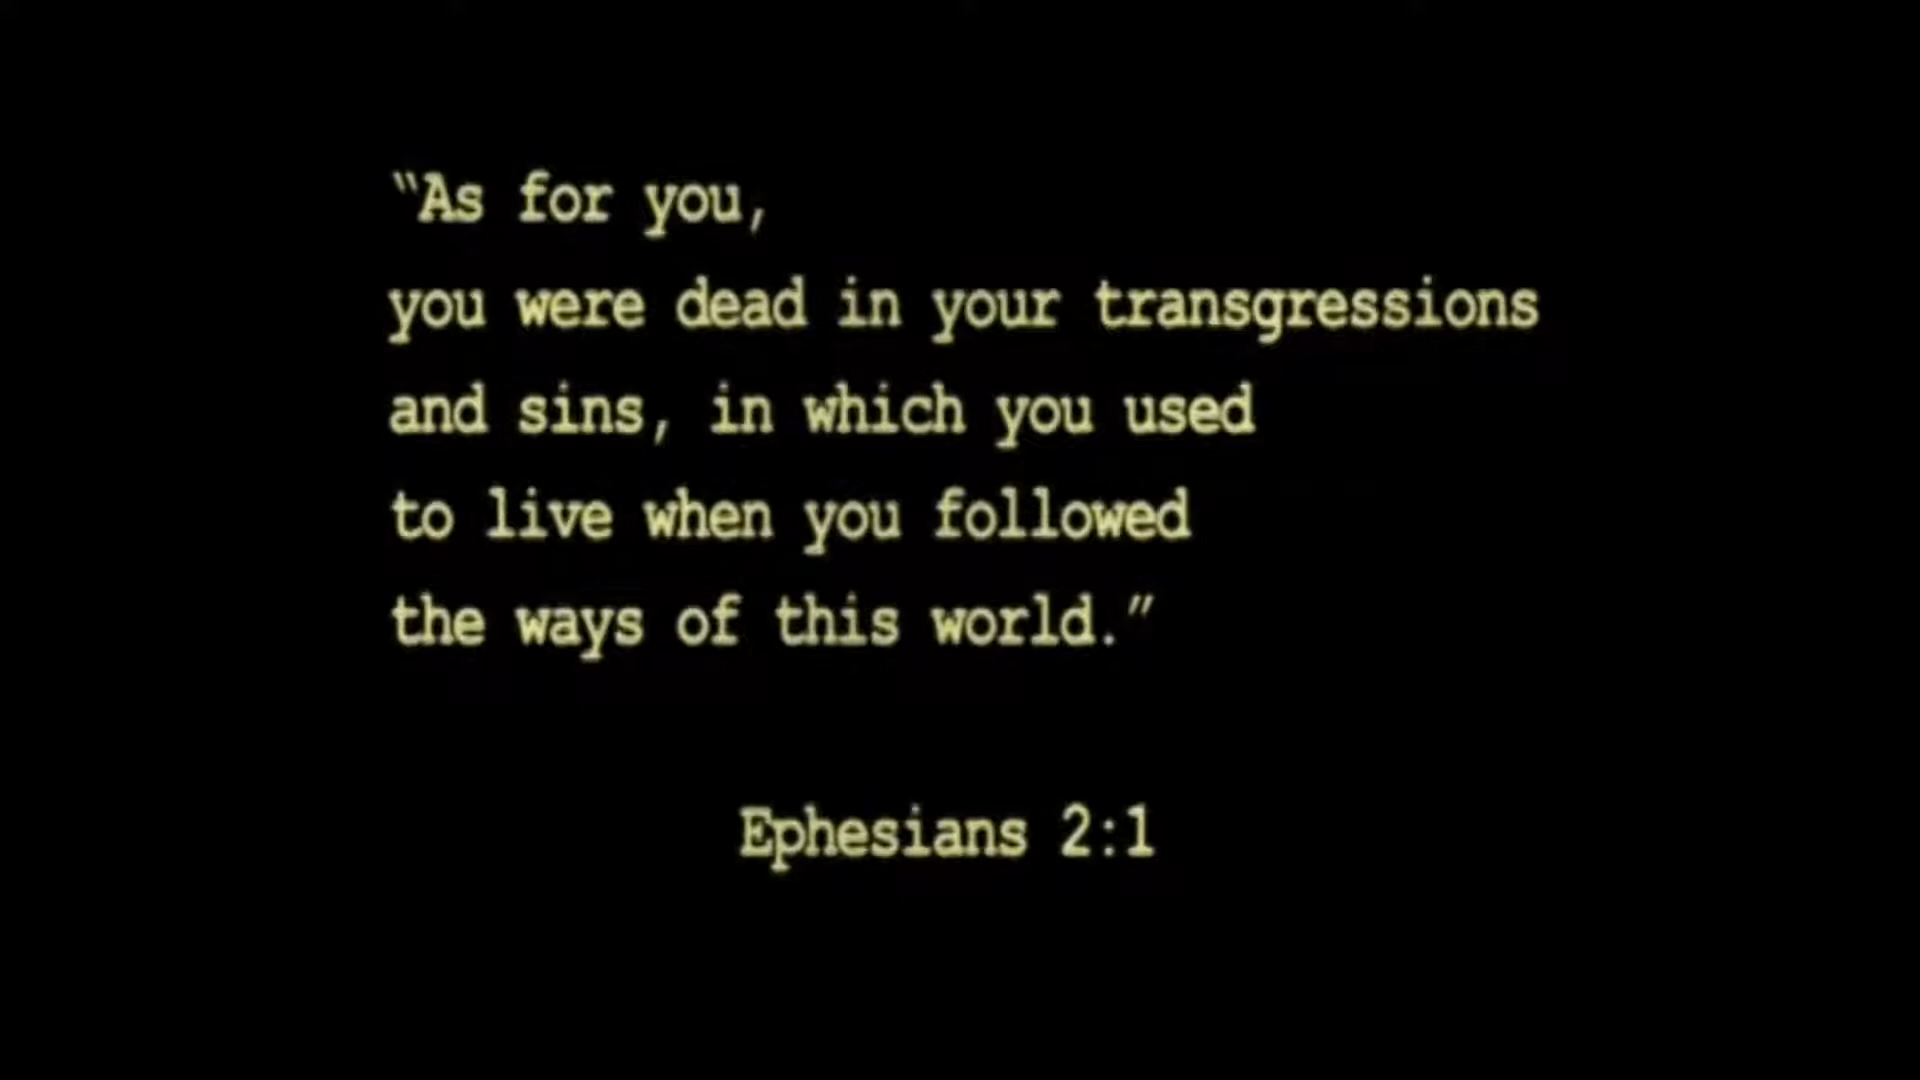 “As for you,
you were dead in your transgressions
and sins, in which you used
to live when you followed
the ways of this world.”
Ephesians 2:1